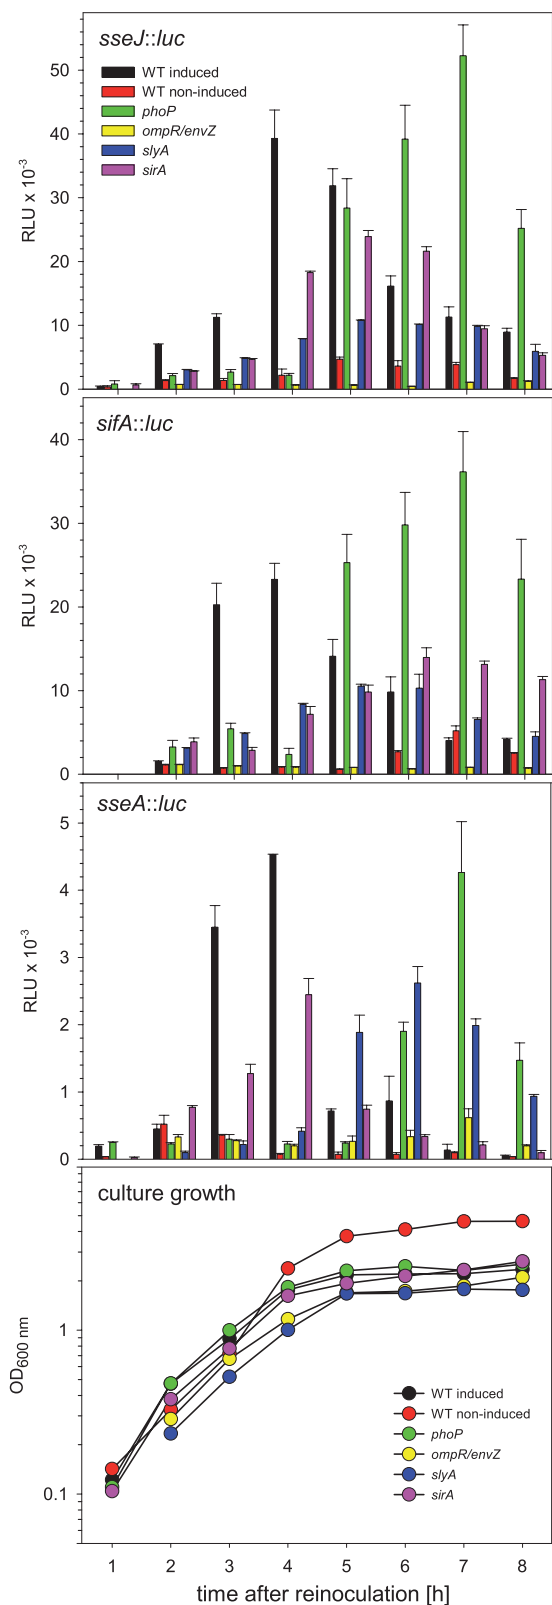 sseJ::luc
WT induced
WT non-induced
phoP
ompR/envZ
slyA
sirA
RLU x 10-3
50
40
30
20
10
0
sifA::luc
RLU x 10-3
40
30
20
10
0
sseA::luc
RLU x 10-3
5
4
3
2
1
0
culture growth
OD600 nm
1
0.1
WT induced
WT non-induced
phoP
ompR/envZ
slyA
sirA
1 2 3 4 5 6 7 8
time after reinoculation [h]